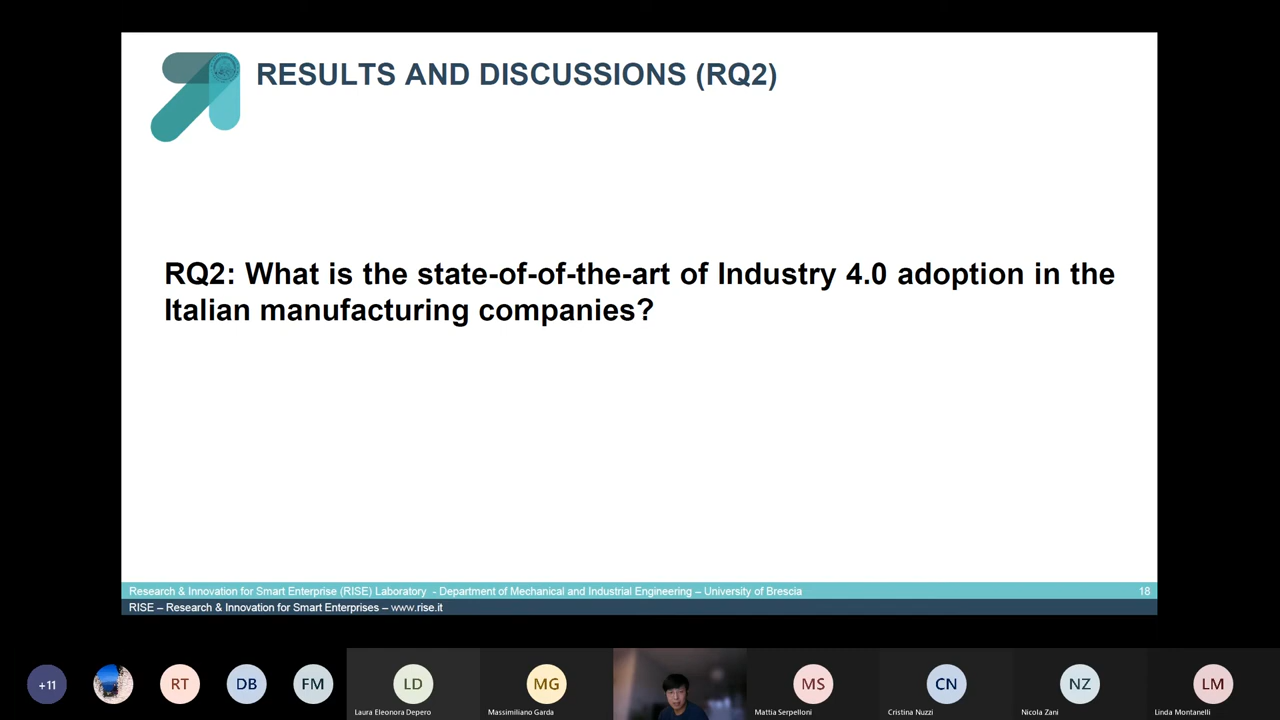 RESULTS AND DISCUSSIONS (RQ2)
RQ2: What is the state-of-of-the-art of Industry 4.0 adoption in the
Italian manufacturing companies?
Research & Innovation for Smart Enterprise (RISE) Laboratory - Department of Mechanical and Industrial Engineering – University of Brescia
18
RISE – Research & Innovation for Smart Enterprises – www.rise.it
+11
RT
DB
FM
LD
MG
MS
CN
NZ
LM
Laura Eleonora Depero
Massimiliano Garda
Mattia Serpelloni
Cristina Nuzzi
Nicola Zani
Linda Montanelli